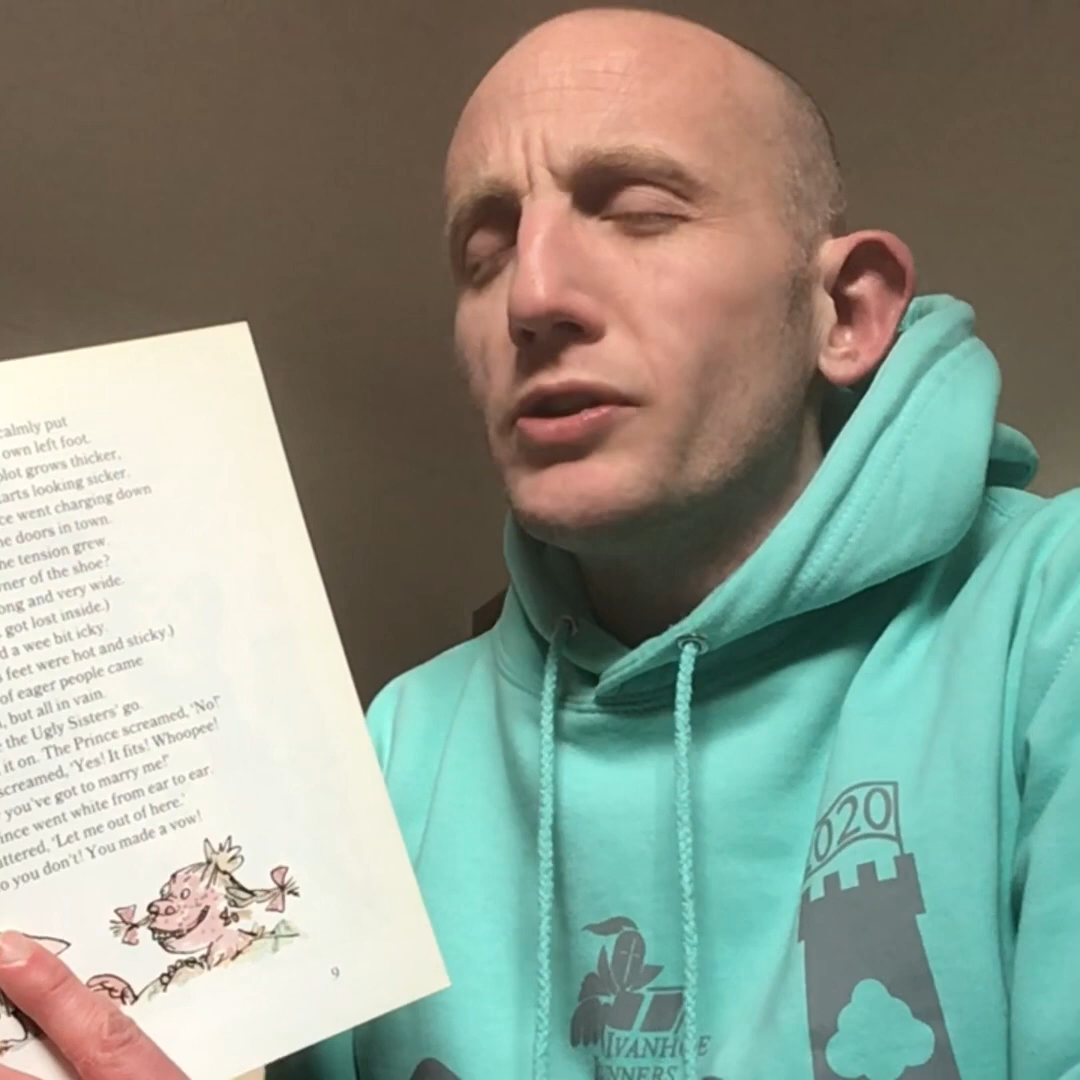 calmly put
own left foot.
plot grows thicker,
arts looking sicker.
ce went charging down
e doors in town.
he tension grew.
ner of the shoe?
ong and very wide.
got lost inside.)
d a wee bit icky.
s feet were hot and sticky.)
of eager people came
, but all in vain.
e the Ugly Sisters' go.
it on. The Prince screamed, 'No!'
screamed, 'Yes! It fits! Whoopee!
you've got to marry me!'
ince went white from ear to ear.
uttered, 'Let me out of here.'
o you don't! You made a vow!
9
2020
IVANHOE
UNNERS